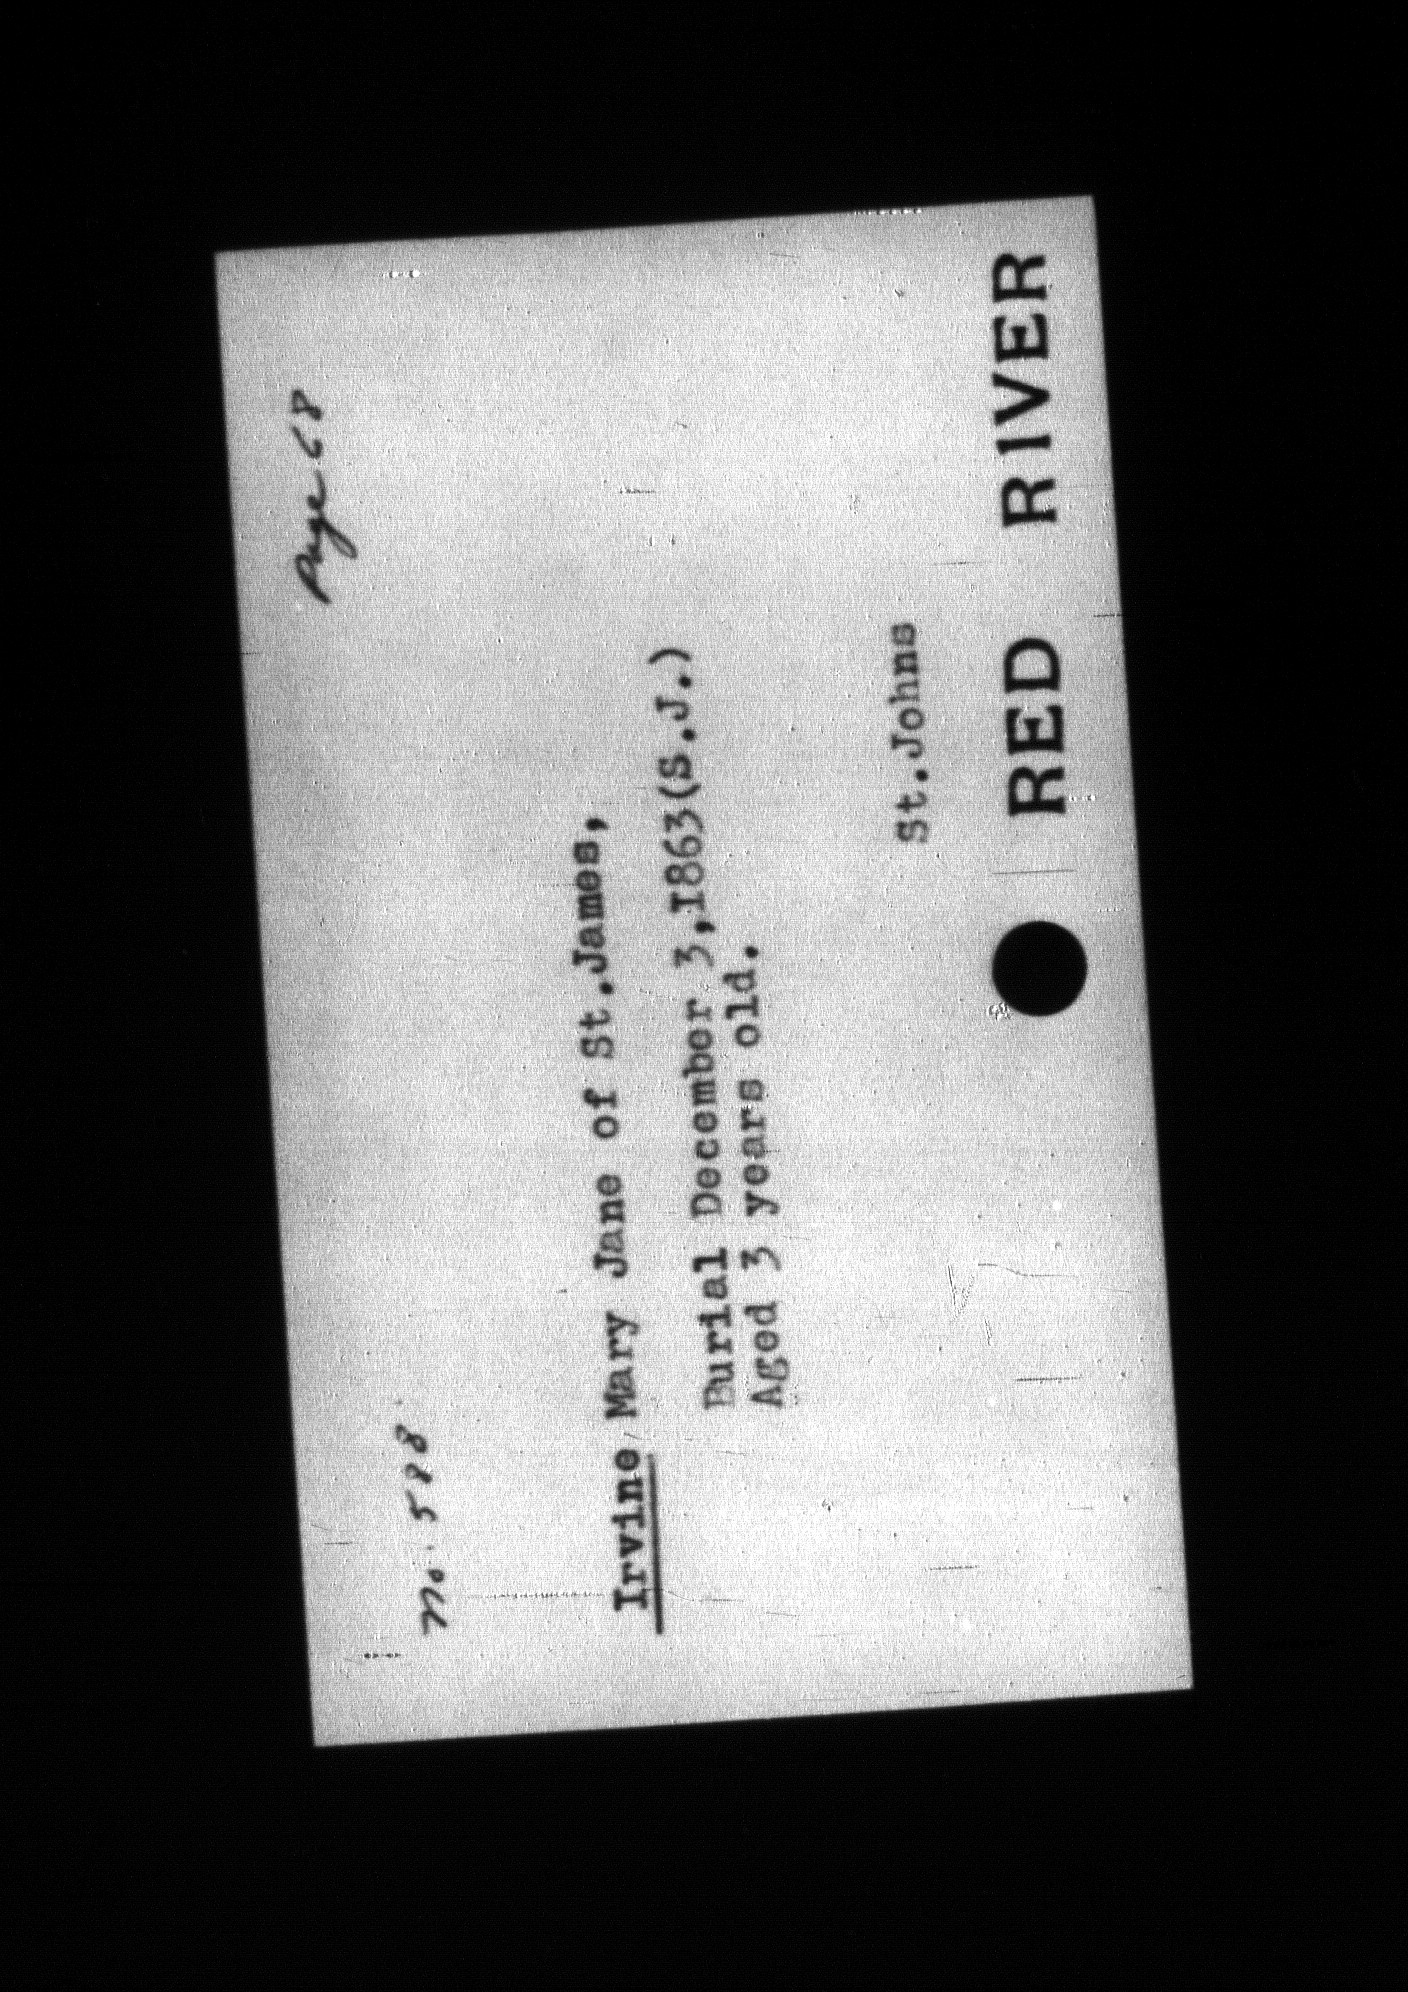 Page 68
No. 588
Irvine, Mary Jane of St.James,
Burial December 3,1863(S.J.)
Aged 3 years old.
St.Johns
RED RIVER